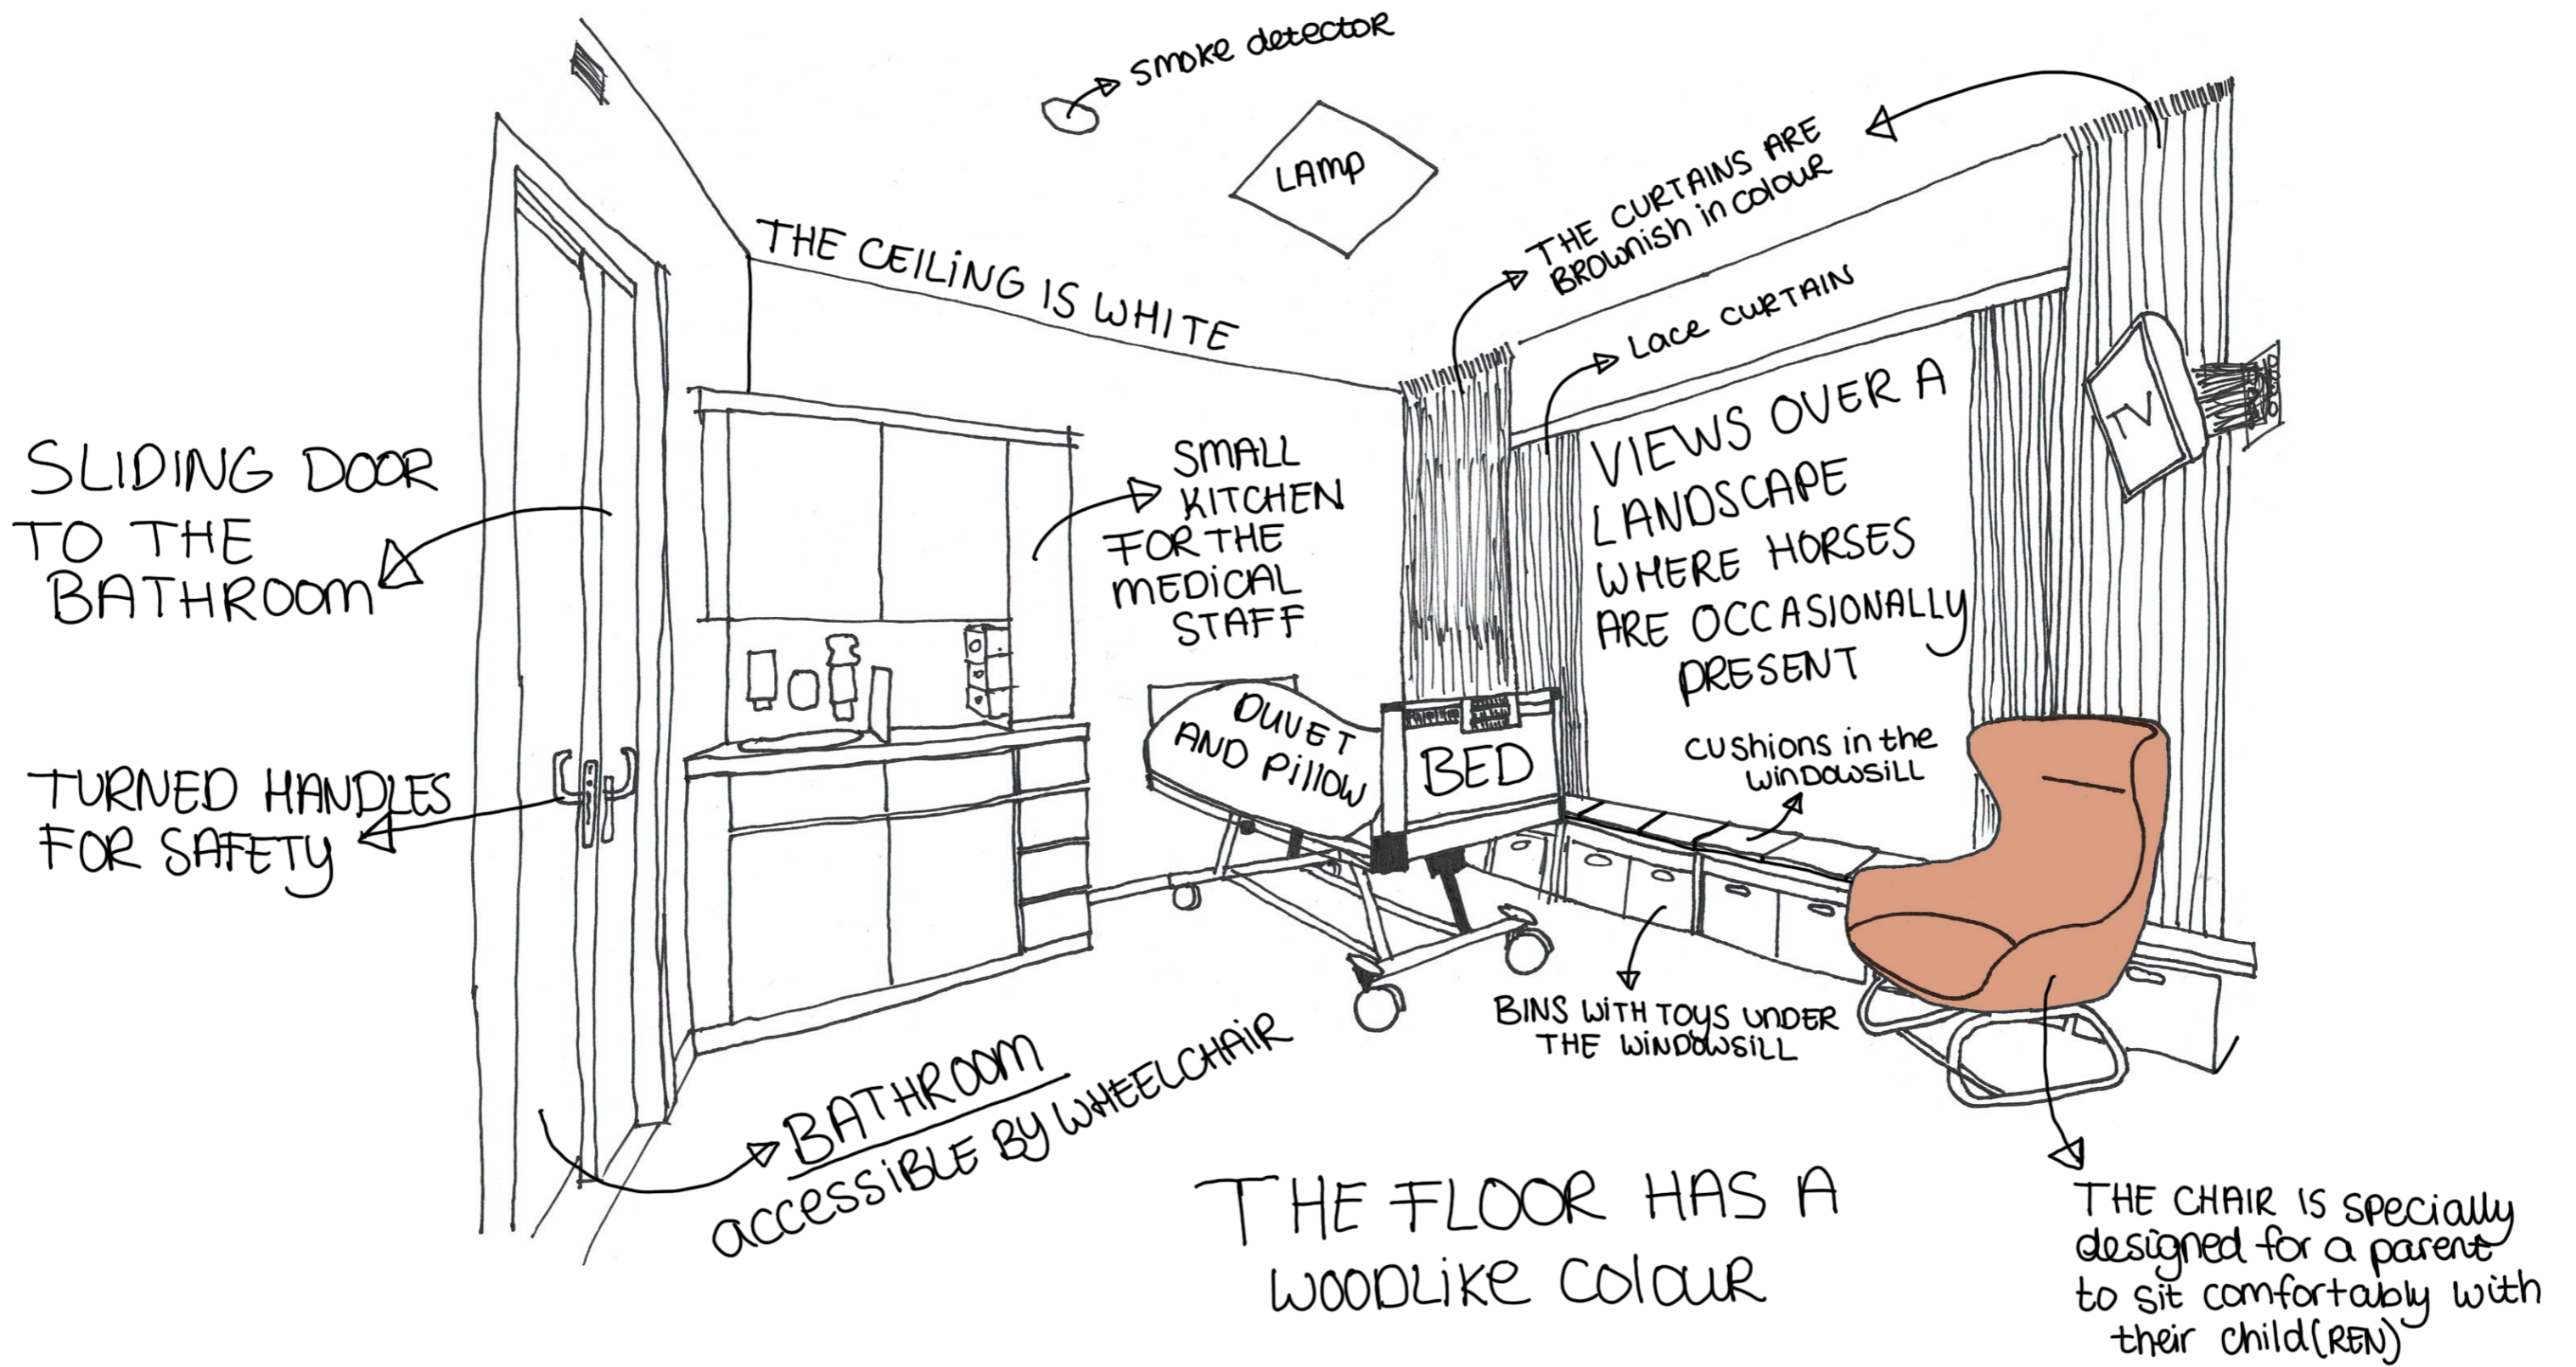 smoke detector
LAMP
THE CEILING IS WHITE
THE CURTAINS ARE
BROWNISH in COLOUR
Lace CURTAIN
TV
VIEWS OVER A
LANDSCAPE
WHERE HORSES
ARE OCCASIONALLY
PRESENT
SMALL
KITCHEN
FOR THE
MEDICAL
STAFF
SLIDING DOOR
TO THE
BATHROOM
TURNED HANDLES
FOR SAFETY
DUVET
AND PILLOW
BED
CUSHIONS in the
WINDOWSILL
BINS WITH TOYS UNDER
THE WINDOWSILL
BATHROOM
accessiBLE BY WHEELCHAIR
THE FLOOR HAS A
WOODLIKE COLOUR
THE CHAIR IS specially
designed for a parent
to sit comfortably with
their child(REN)